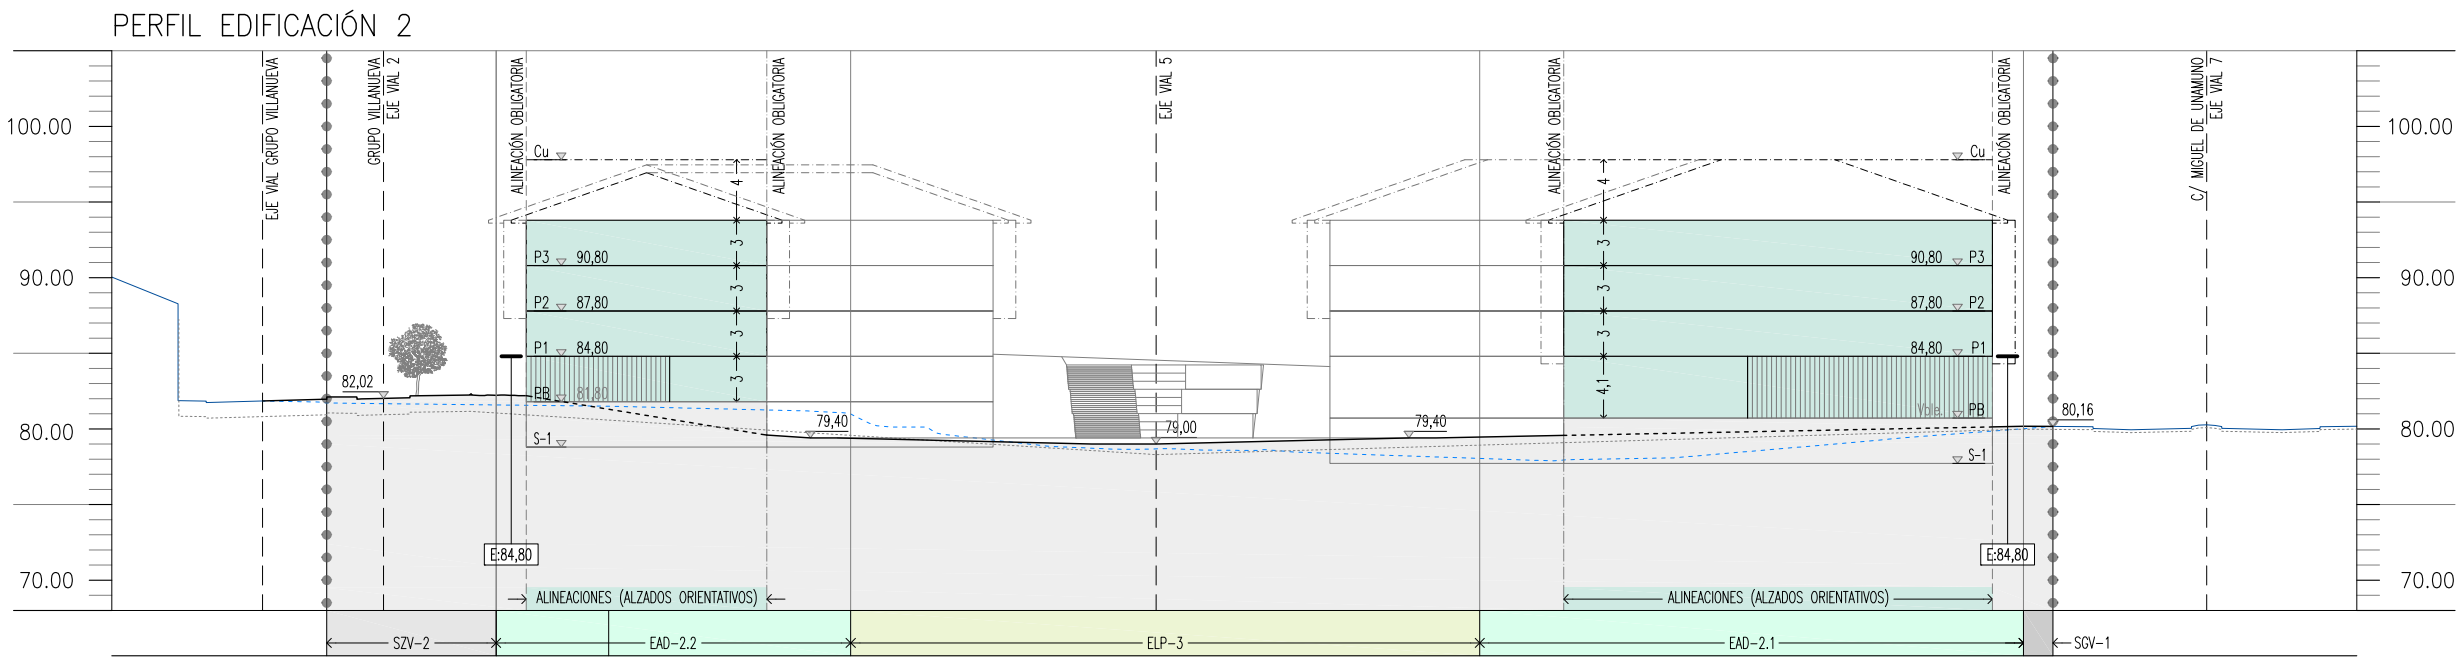 PERFIL EDIFICACIÓN 2
EJE VIAL GRUPO VILLANUEVA
GRUPO VILLANUEVA
EJE VIAL 2
ALINEACIÓN OBLIGATORIA
ALINEACIÓN OBLIGATORIA
EJE VIAL 5
ALINEACIÓN OBLIGATORIA
ALINEACIÓN OBLIGATORIA
C/ MIGUEL DE UNAMUNO
EJE VIAL 7
100.00
100.00
Cu
4
4
Cu
3
3
P3 90,80
90,80 P3
90.00
90.00
3
3
P2 87,80
87,80 P2
3
3
P1 84,80
84,80 P1
82,02
PB 81,80
3
4,1
PB
80,16
79,40
79,00
79,40
80.00
80.00
S-1
S-1
E:84,80
E:84,80
70.00
70.00
ALINEACIONES (ALZADOS ORIENTATIVOS)
ALINEACIONES (ALZADOS ORIENTATIVOS)
SZV-2
EAD-2.2
ELP-3
EAD-2.1
SGV-1